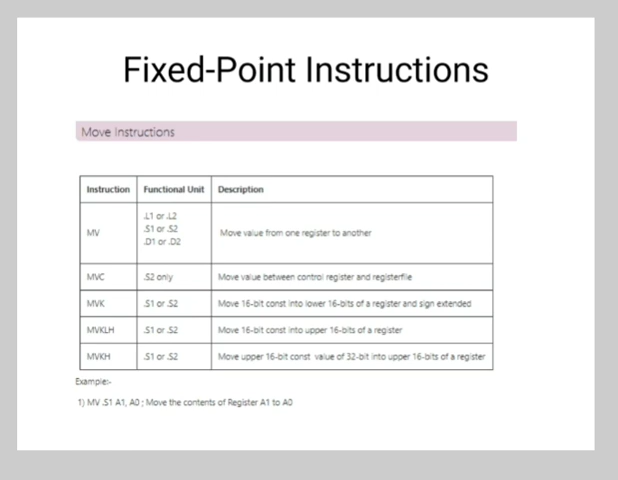 Fixed-Point Instructions
Move Instructions
Instruction Functional Unit Description
MV .L1 or .L2 .S1 or .S2 .D1 or .D2 Move value from one register to another
MVC .S2 only Move value between control register and registerfile
MVK .S1 or .S2 Move 16-bit const into lower 16-bits of a register and sign extended
MVKLH .S1 or .S2 Move 16-bit const into upper 16-bits of a register
MVKH .S1 or .S2 Move upper 16-bit const value of 32-bit into upper 16-bits of a register
Example:-
1) MV .S1 A1, A0 ; Move the contents of Register A1 to A0